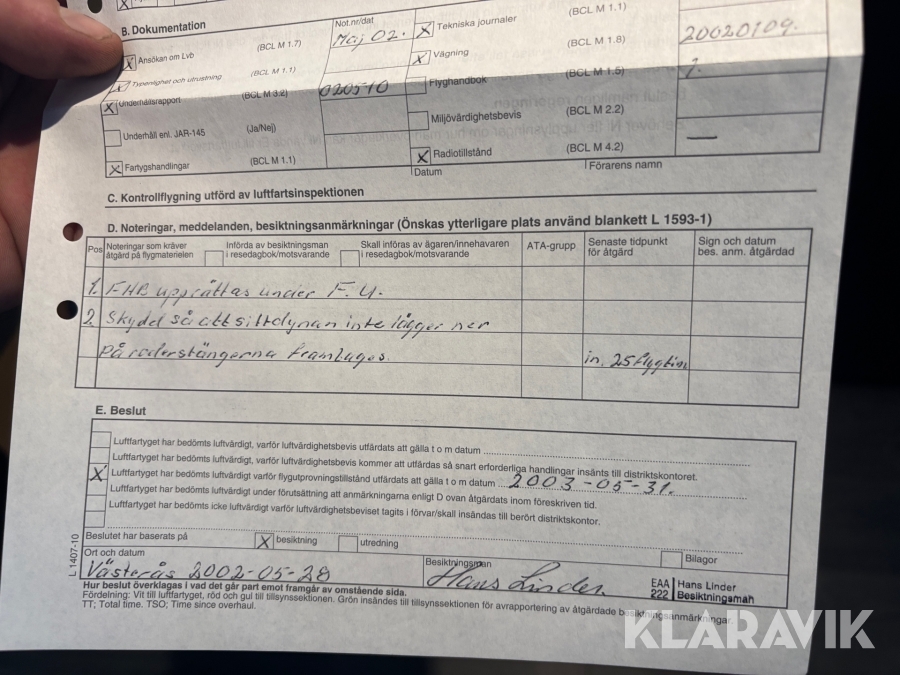 B. Dokumentation
Not.nr/dat
X Ansökan om Lvb (BCL M 1.7) Maj 02.
X Typenlighet och utrustning (BCL M 1.1)
X Underhållsrapport (BCL M 3.2) 020510
Underhåll enl. JAR-145 (Ja/Nej)
X Fartygshandlingar (BCL M 1.1)
X Tekniska journaler (BCL M 1.1)
X Vägning (BCL M 1.8) 20020109.
Flyghandbok (BCL M 1.5) 1.
Miljövärdighetsbevis (BCL M 2.2)
X Radiotillstånd (BCL M 4.2) —
Datum Förarens namn
C. Kontrollflygning utförd av luftfartsinspektionen
D. Noteringar, meddelanden, besiktningsanmärkningar (Önskas ytterligare plats använd blankett L 1593-1)
Pos Noteringar som kräver åtgärd på flygmaterielen Införda av besiktningsman i resedagbok/motsvarande Skall införas av ägaren/innehavaren i resedagbok/motsvarande ATA-grupp Senaste tidpunkt för åtgärd Sign och datum bes. anm. åtgärdad
1. FHB upprättas under F.U.
2. Skydd så att sittdynan inte lägger ner
på roderstängerna framtages. in. 25 flygtim
E. Beslut
Luftfartyget har bedömts luftvärdigt, varför luftvärdighetsbevis utfärdats att gälla t o m datum
Luftfartyget har bedömts luftvärdigt, varför luftvärdighetsbevis kommer att utfärdas så snart erforderliga handlingar insänts till distriktskontoret.
X Luftfartyget har bedömts luftvärdigt varför flygutprovningstillstånd utfärdats att gälla t o m datum 2003-05-31.
Luftfartyget har bedömts luftvärdigt under förutsättning att anmärkningarna enligt D ovan åtgärdats inom föreskriven tid.
Luftfartyget har bedömts icke luftvärdigt varför luftvärdighetsbeviset tagits i förvar/skall insändas till berört distriktskontor.
Beslutet har baserats på X besiktning utredning Bilagor
Ort och datum Besiktningsman
Västerås 2002-05-28 Hans Linder EAA 222 Hans Linder Besiktningsman
Hur beslut överklagas i vad det går part emot framgår av omstående sida.
Fördelning: Vit till luftfartyget, röd och gul till tillsynssektionen. Grön insändes till tillsynssektionen för avrapportering av åtgärdade besiktningsanmärkningar.
TT; Total time. TSO; Time since overhaul.
L 1407-10
KLARAVIK